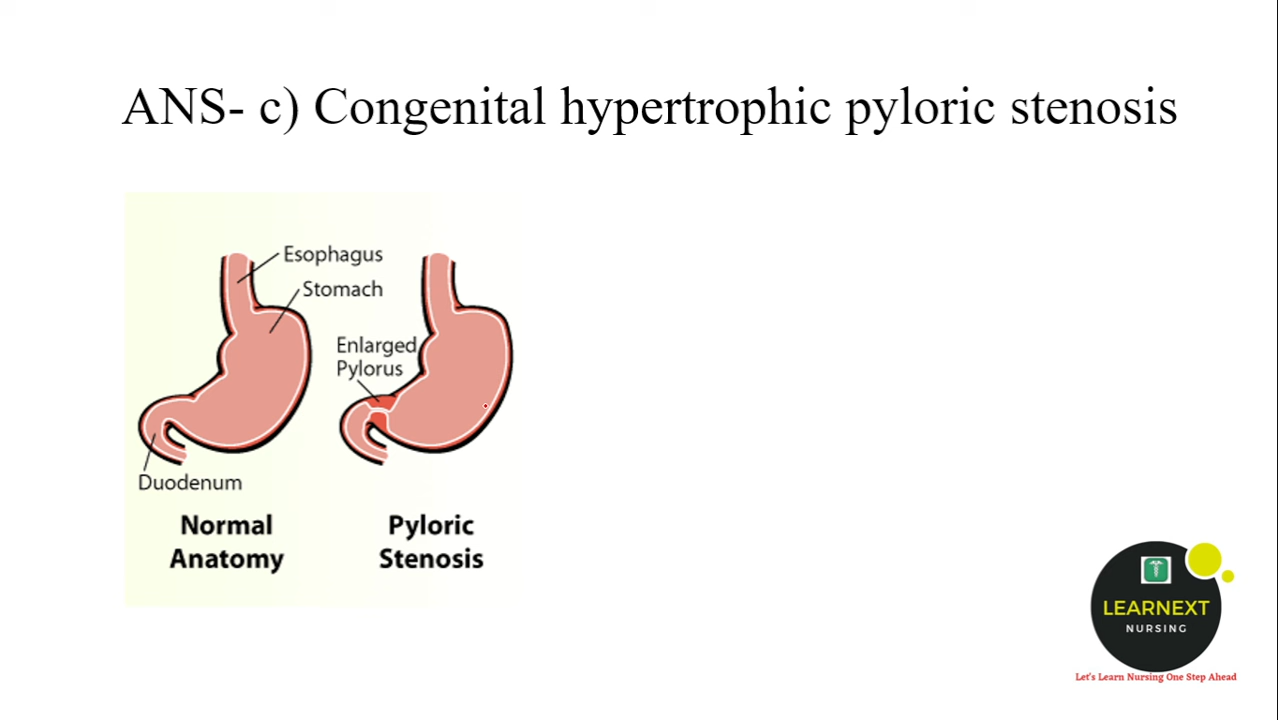 ANS- c) Congenital hypertrophic pyloric stenosis
Esophagus
Stomach
Enlarged
Pylorus
Duodenum
Normal
Anatomy
Pyloric
Stenosis
LEARNEXT
NURSING
Let's Learn Nursing One Step Ahead